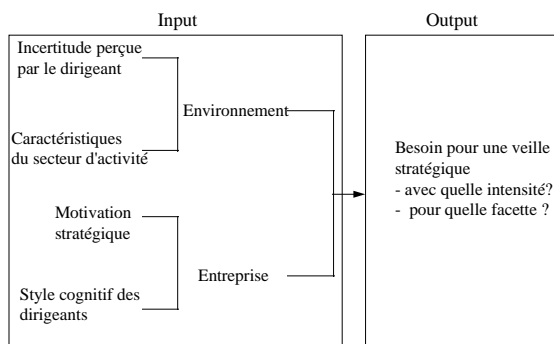 Input
Incertitude perçue
par le dirigeant
Environnement
Caractéristiques
du secteur d'activité
Motivation
stratégique
Entreprise
Style cognitif des
dirigeants
Output
Besoin pour une veille
stratégique
- avec quelle intensité?
- pour quelle facette ?